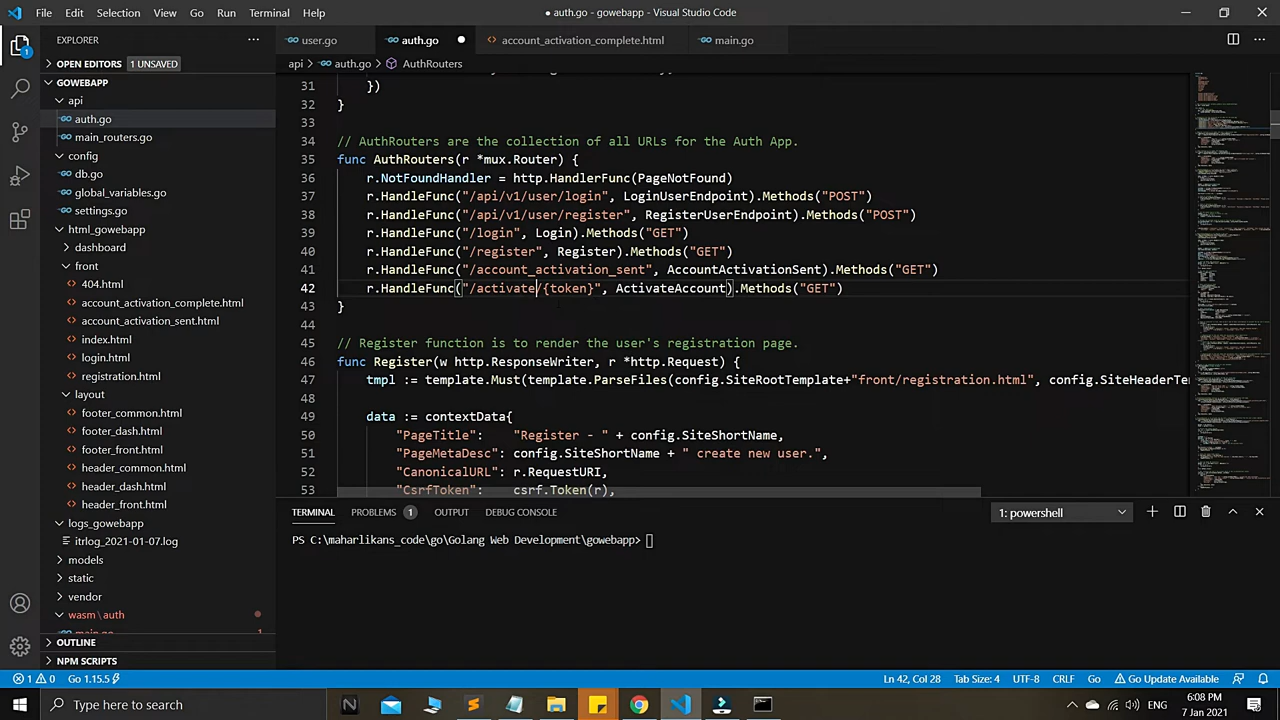 File Edit Selection View Go Run Terminal Help
● auth.go - gowebapp - Visual Studio Code
EXPLORER
user.go auth.go account_activation_complete.html main.go
OPEN EDITORS 1 UNSAVED
api > auth.go > AuthRouters
GOWEBAPP
api
auth.go
main_routers.go
config
db.go
global_variables.go
settings.go
html_gowebapp
dashboard
front
404.html
account_activation_complete.html
account_activation_sent.html
index.html
login.html
registration.html
layout
footer_common.html
footer_dash.html
footer_front.html
header_common.html
header_dash.html
header_front.html
logs_gowebapp
itrlog_2021-01-07.log
models
static
vendor
wasm \ auth
main.go 1
OUTLINE
NPM SCRIPTS
31 })
32 }
33
34 //AuthRouters are the collection of all URLs for the Auth App.
35 func AuthRouters(r *mux.Router) {
36 r.NotFoundHandler = http.HandlerFunc(PageNotFound)
37 r.HandleFunc("/api/v1/user/login", LoginUserEndpoint).Methods("POST")
38 r.HandleFunc("/api/v1/user/register", RegisterUserEndpoint).Methods("POST")
39 r.HandleFunc("/login", Login).Methods("GET")
40 r.HandleFunc("/register", Register).Methods("GET")
41 r.HandleFunc("/account_activation_sent", AccountActivationSent).Methods("GET")
42 r.HandleFunc("/activate/{token}", ActivateAccount).Methods("GET")
43 }
44
45 //Register function is to render the user's registration page.
46 func Register(w http.ResponseWriter, r *http.Request) {
47 tmpl := template.Must(template.ParseFiles(config.SiteRootTemplate+"front/registration.html", config.SiteHeaderTe
48
49 data := contextData{
50 "PageTitle": "Register - " + config.SiteShortName,
51 "PageMetaDesc": config.SiteShortName + " create new user.",
52 "CanonicalURL": r.RequestURI,
53 "CsrfToken": csrf.Token(r),
TERMINAL PROBLEMS 1 OUTPUT DEBUG CONSOLE 1: powershell
PS C:\maharlikans_code\go\Golang Web Development\gowebapp>
1 0 Go 1.15.5 Ln 42, Col 28 Tab Size: 4 UTF-8 CRLF Go Go Update Available
Type here to search
6:08 PM
7 Jan 2021